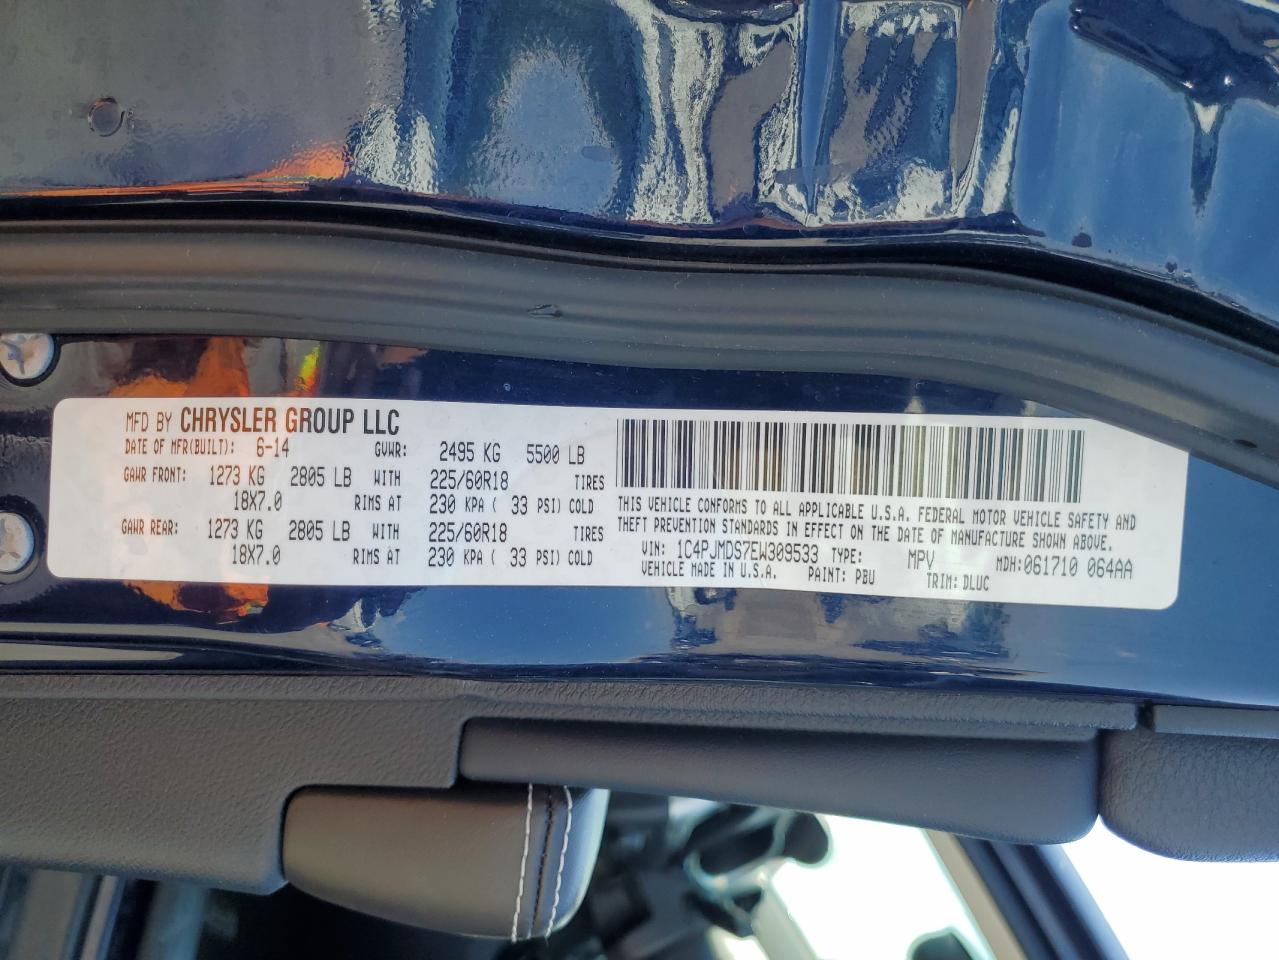 MFD BY CHRYSLER GROUP LLC
DATE OF MFR(BUILT): 6-14 GVWR: 2495 KG 5500 LB
GAWR FRONT: 1273 KG 2805 LB WITH 225/60R18 TIRES
18X7.0 RIMS AT 230 KPA ( 33 PSI) COLD
GAWR REAR: 1273 KG 2805 LB WITH 225/60R18 TIRES
18X7.0 RIMS AT 230 KPA ( 33 PSI) COLD
THIS VEHICLE CONFORMS TO ALL APPLICABLE U.S.A. FEDERAL MOTOR VEHICLE SAFETY AND
THEFT PREVENTION STANDARDS IN EFFECT ON THE DATE OF MANUFACTURE SHOWN ABOVE.
VIN: 1C4PJMDS7EW309533 TYPE: MPV MDH:061710 064AA
VEHICLE MADE IN U.S.A. PAINT: PBU TRIM: DLUC